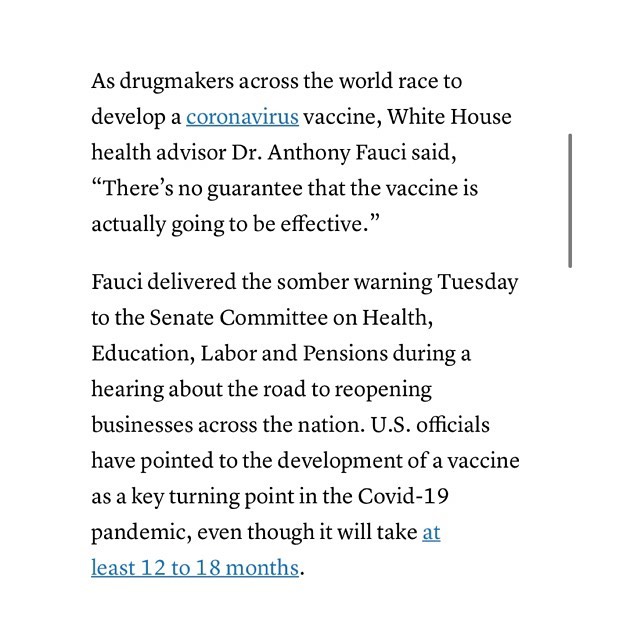 As drugmakers across the world race to
develop a coronavirus vaccine, White House
health advisor Dr. Anthony Fauci said,
“There’s no guarantee that the vaccine is
actually going to be effective.”
Fauci delivered the somber warning Tuesday
to the Senate Committee on Health,
Education, Labor and Pensions during a
hearing about the road to reopening
businesses across the nation. U.S. officials
have pointed to the development of a vaccine
as a key turning point in the Covid-19
pandemic, even though it will take at
least 12 to 18 months.